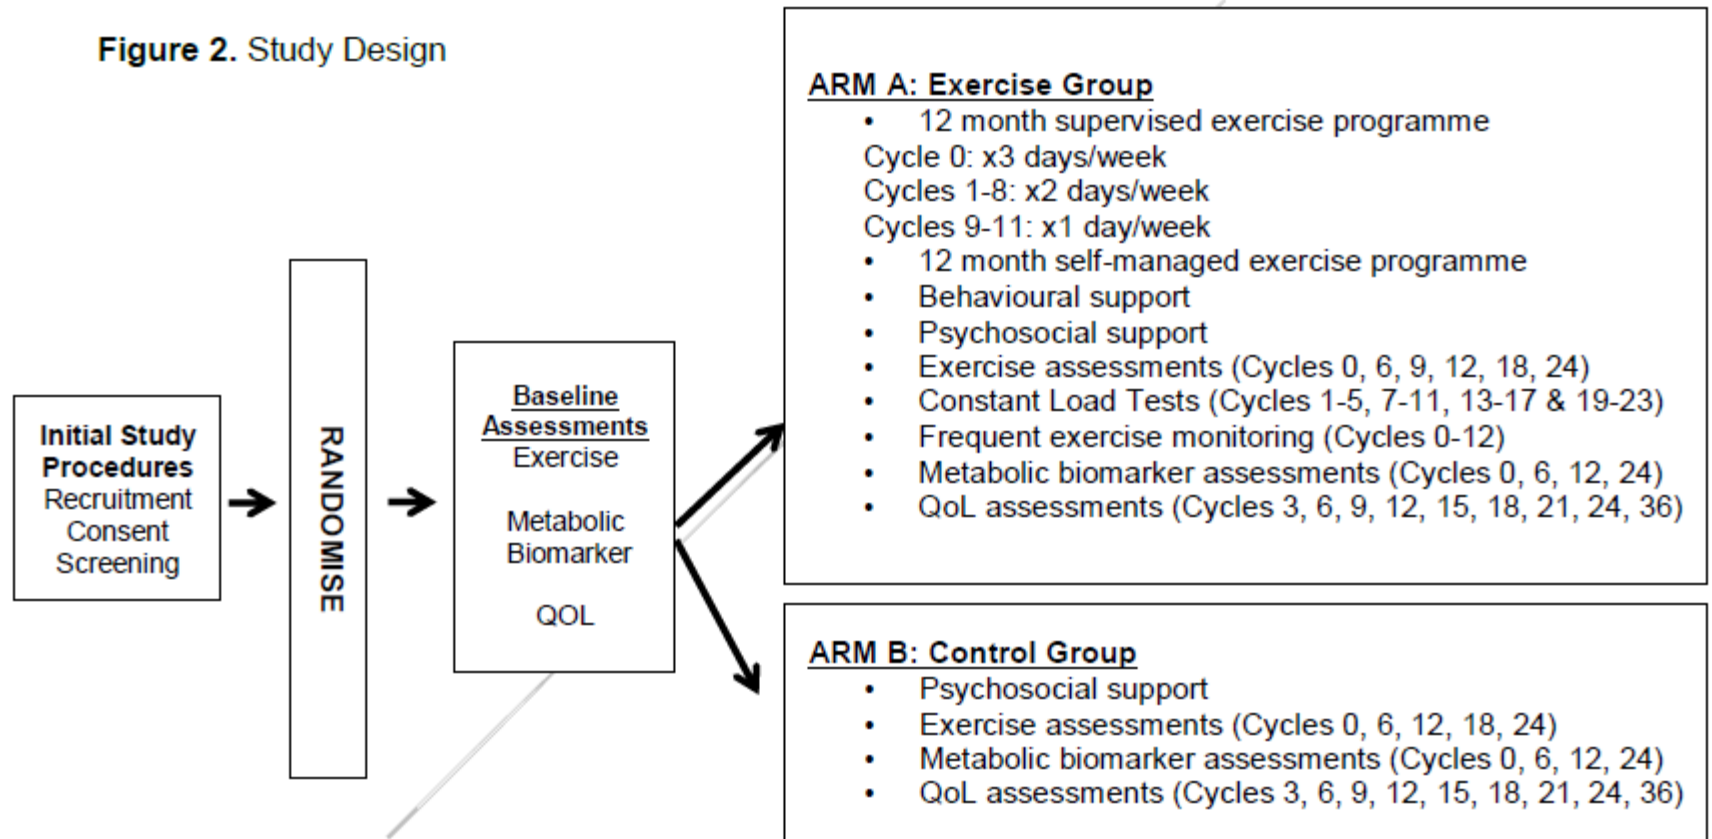 Figure 2. Study Design
Initial Study
Procedures
Recruitment
Consent
Screening
RANDOMISE
Baseline
Assessments
Exercise
Metabolic
Biomarker
QOL
ARM A: Exercise Group
• 12 month supervised exercise programme
Cycle 0: x3 days/week
Cycles 1-8: x2 days/week
Cycles 9-11: x1 day/week
• 12 month self-managed exercise programme
• Behavioural support
• Psychosocial support
• Exercise assessments (Cycles 0, 6, 9, 12, 18, 24)
• Constant Load Tests (Cycles 1-5, 7-11, 13-17 & 19-23)
• Frequent exercise monitoring (Cycles 0-12)
• Metabolic biomarker assessments (Cycles 0, 6, 12, 24)
• QoL assessments (Cycles 3, 6, 9, 12, 15, 18, 21, 24, 36)
ARM B: Control Group
• Psychosocial support
• Exercise assessments (Cycles 0, 6, 12, 18, 24)
• Metabolic biomarker assessments (Cycles 0, 6, 12, 24)
• QoL assessments (Cycles 3, 6, 9, 12, 15, 18, 21, 24, 36)